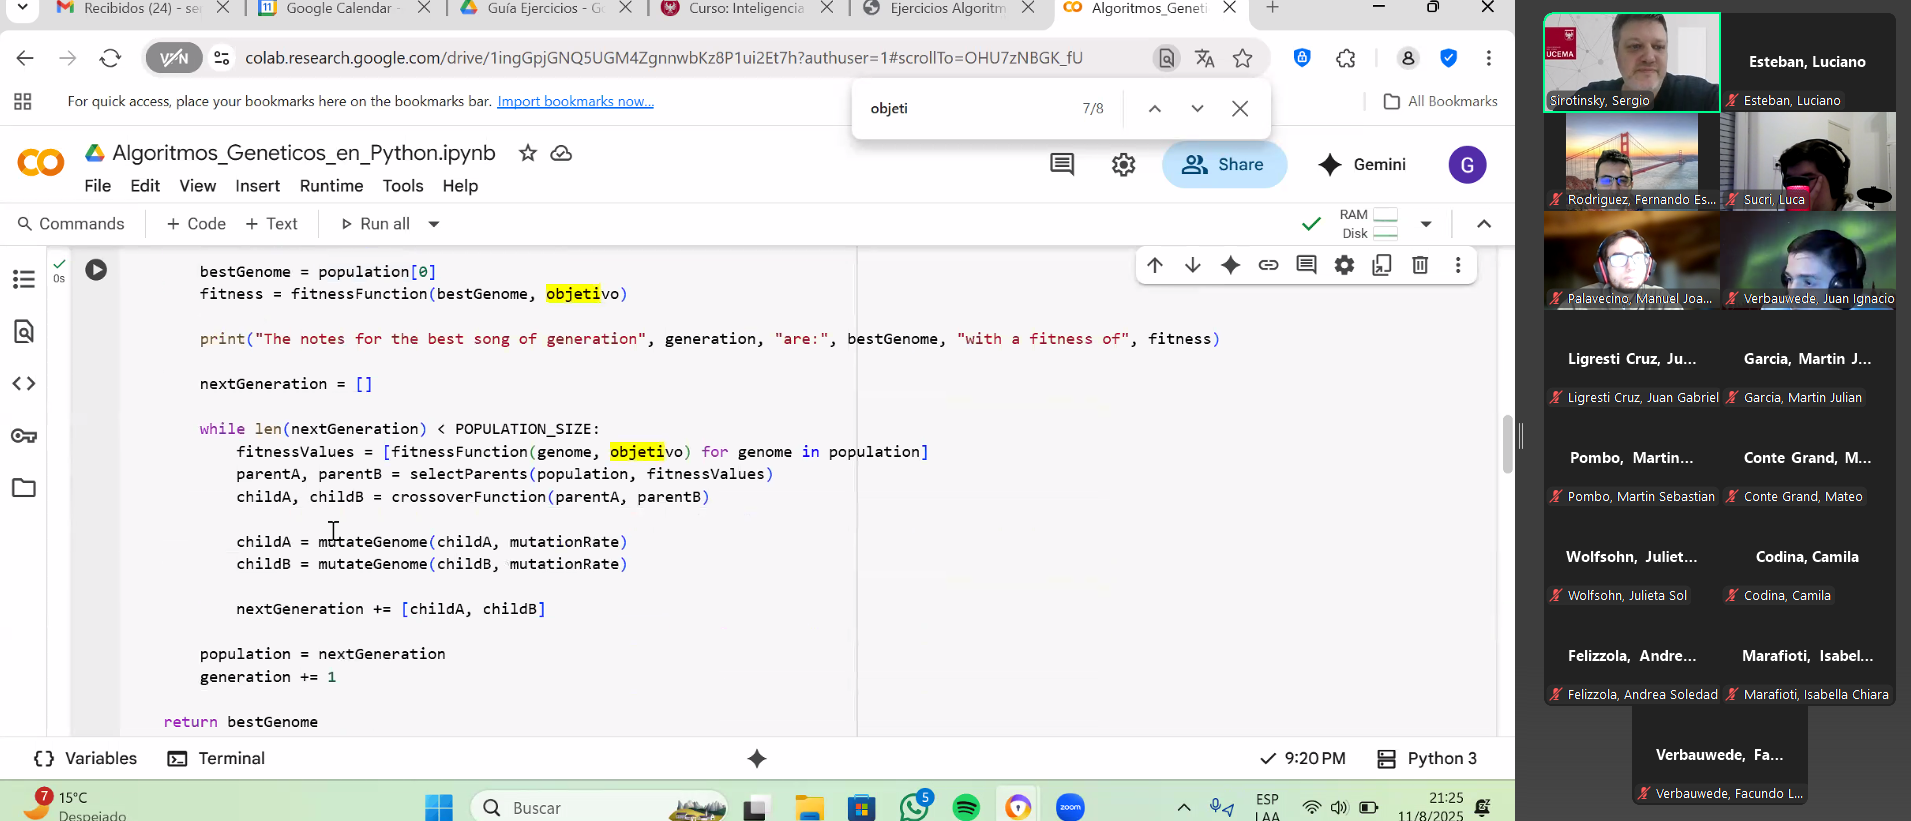 Recibidos (24) - se
Google Calendar -
Guía Ejercicios - G
Curso: Inteligencia
Ejercicios Algoritm
Algoritmos_Geneti
VPN
colab.research.google.com/drive/1ingGpjGNQ5UGM4ZgnnwbKz8P1ui2Et7h?authuser=1#scrollTo=OHU7zNBGK_fU
For quick access, place your bookmarks here on the bookmarks bar. Import bookmarks now...
All Bookmarks
objeti
7/8
Algoritmos_Geneticos_en_Python.ipynb
File Edit View Insert Runtime Tools Help
Share
Gemini
G
Commands
+ Code
+ Text
Run all
RAM
Disk
0s
bestGenome = population[0]
fitness = fitnessFunction(bestGenome, objetivo)
print("The notes for the best song of generation", generation, "are:", bestGenome, "with a fitness of", fitness)
nextGeneration = []
while len(nextGeneration) < POPULATION_SIZE:
fitnessValues = [fitnessFunction(genome, objetivo) for genome in population]
parentA, parentB = selectParents(population, fitnessValues)
childA, childB = crossoverFunction(parentA, parentB)
childA = mutateGenome(childA, mutationRate)
childB = mutateGenome(childB, mutationRate)
nextGeneration += [childA, childB]
population = nextGeneration
generation += 1
return bestGenome
Variables
Terminal
9:20 PM
Python 3
7
15°C
Despejado
Buscar
5
zoom
ESP
LAA
21:25
11/8/2025
UCEMA
Sirotinsky, Sergio
Esteban, Luciano
Esteban, Luciano
Rodriguez, Fernando Es...
Sucri, Luca
Palavecino, Manuel Joa...
Verbauwede, Juan Ignacio
Ligresti Cruz, Ju...
Ligresti Cruz, Juan Gabriel
Garcia, Martin J...
Garcia, Martin Julian
Pombo, Martin...
Pombo, Martin Sebastian
Conte Grand, M...
Conte Grand, Mateo
Wolfsohn, Juliet...
Wolfsohn, Julieta Sol
Codina, Camila
Codina, Camila
Felizzola, Andre...
Felizzola, Andrea Soledad
Marafioti, Isabel...
Marafioti, Isabella Chiara
Verbauwede, Fa...
Verbauwede, Facundo L...